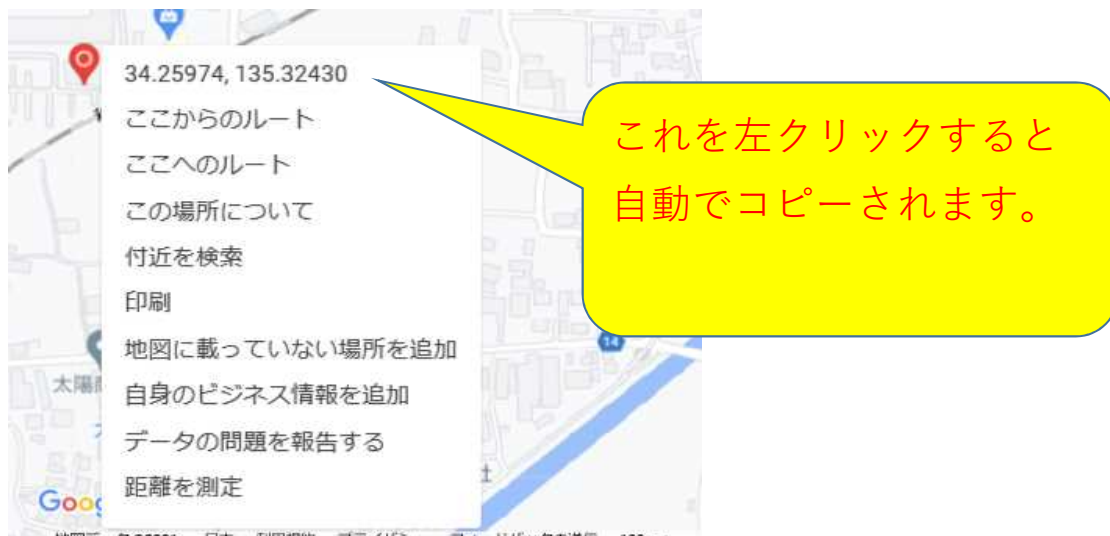 34.25974, 135.32430
ここからのルート
ここへのルート
この場所について
付近を検索
印刷
地図に載っていない場所を追加
自身のビジネス情報を追加
データの問題を報告する
距離を測定
これを左クリックすると
自動でコピーされます。
14
太陽
Goog